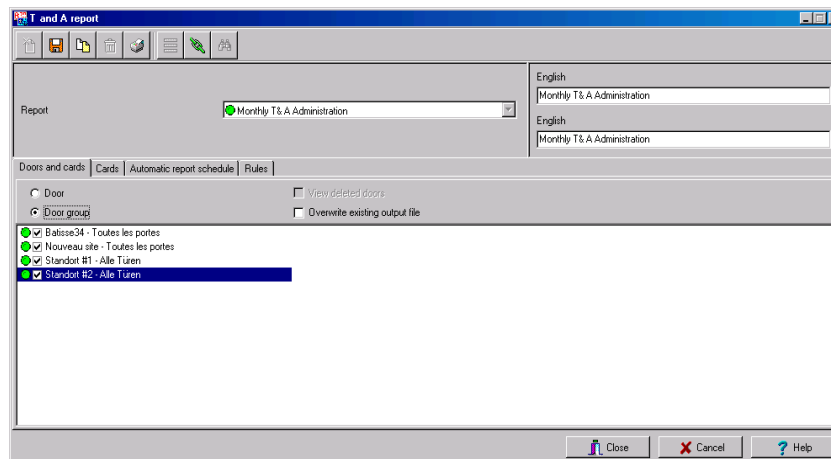 T and A report
Report
Monthly T& A Administration
English
Monthly T& A Administration
English
Monthly T& A Administration
Doors and cards
Cards
Automatic report schedule
Rules
Door
View deleted doors
Door group
Overwrite existing output file
Batisse34 - Toutes les portes
Nouveau site - Toutes les portes
Standort #1 - Alle Türen
Standort #2 - Alle Türen
Close
Cancel
Help